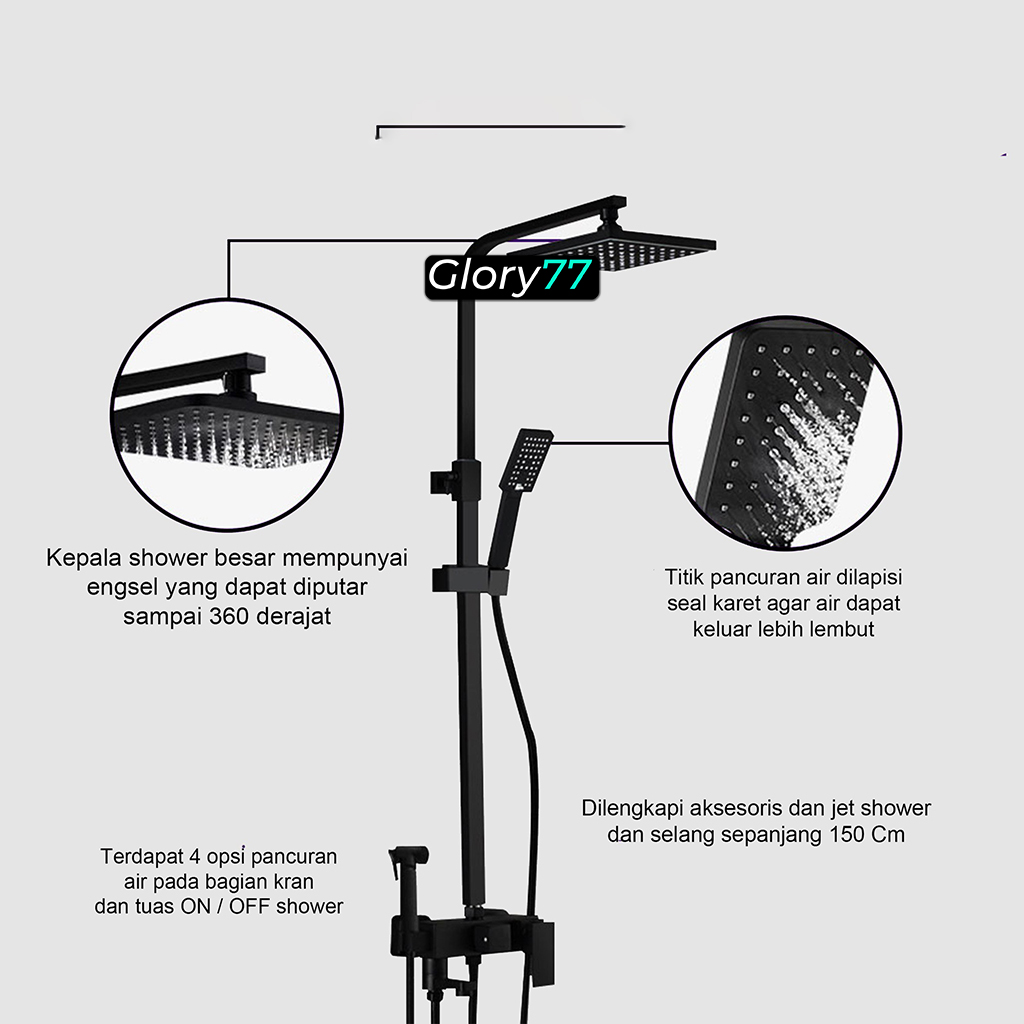 Glory77
Kepala shower besar mempunyai
engsel yang dapat diputar
sampai 360 derajat
Titik pancuran air dilapisi
seal karet agar air dapat
keluar lebih lembut
Dilengkapi aksesoris dan jet shower
dan selang sepanjang 150 Cm
Terdapat 4 opsi pancuran
air pada bagian kran
dan tuas ON / OFF shower